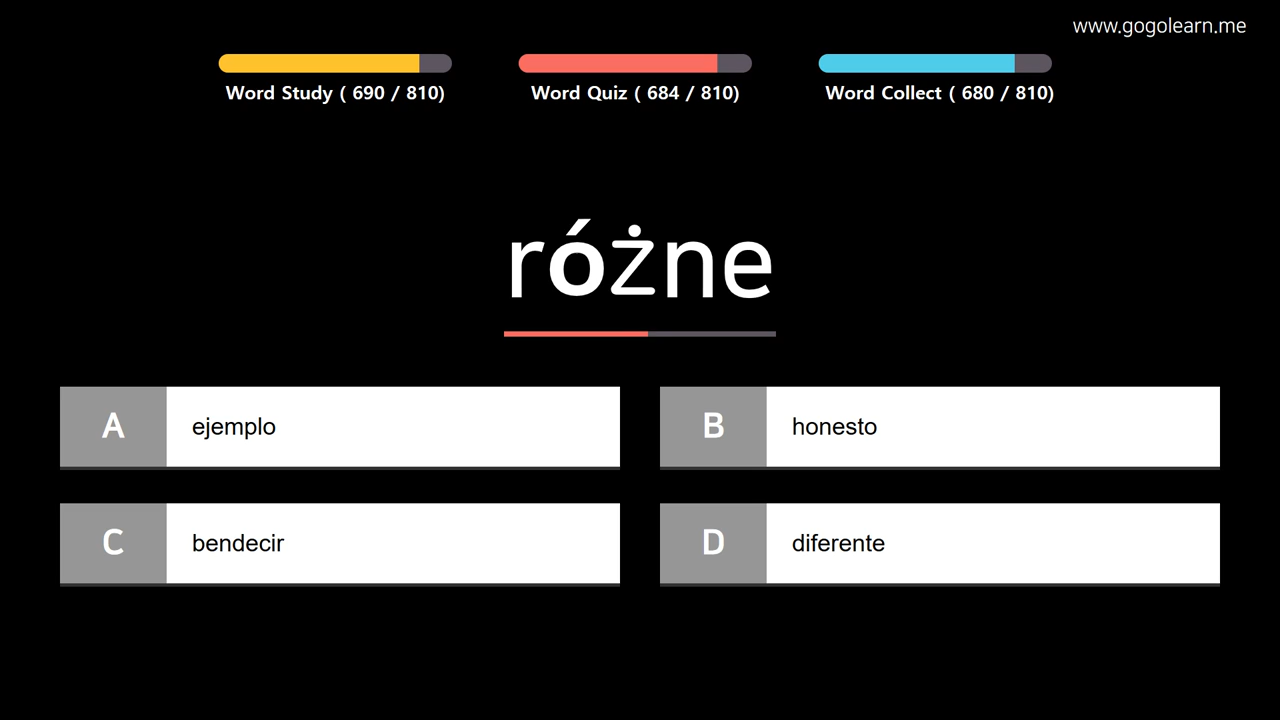 www.gogolearn.me
Word Study ( 690 / 810)
Word Quiz ( 684 / 810)
Word Collect ( 680 / 810)
różne
A ejemplo
B honesto
C bendecir
D diferente